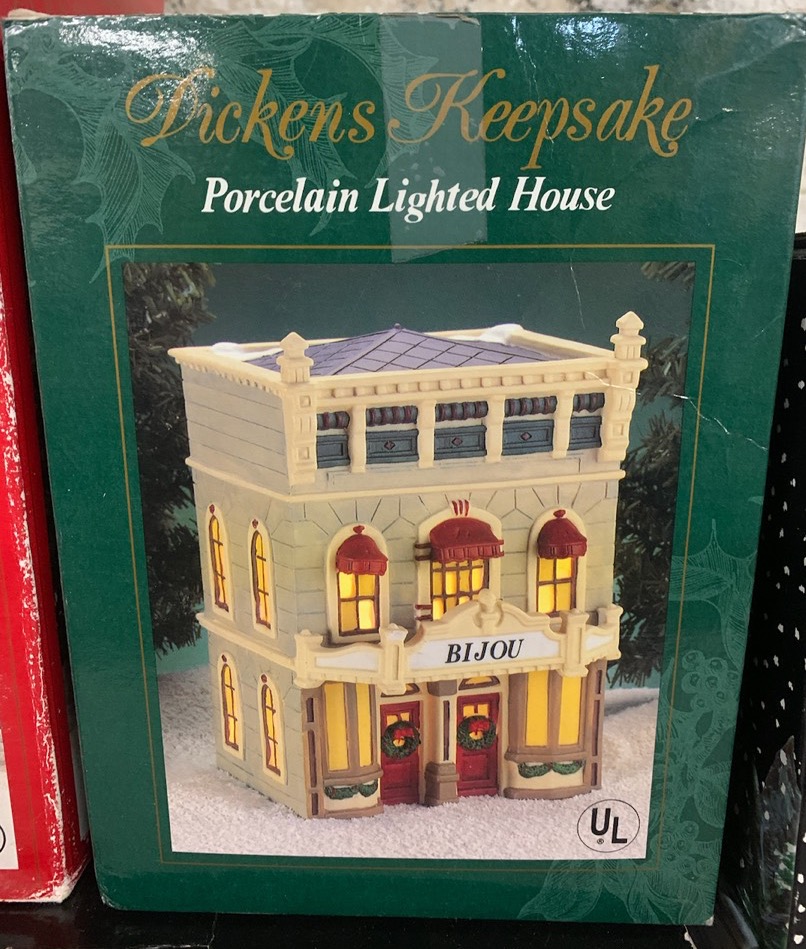 Dickens Keepsake
Porcelain Lighted House
BIJOU
UL
®